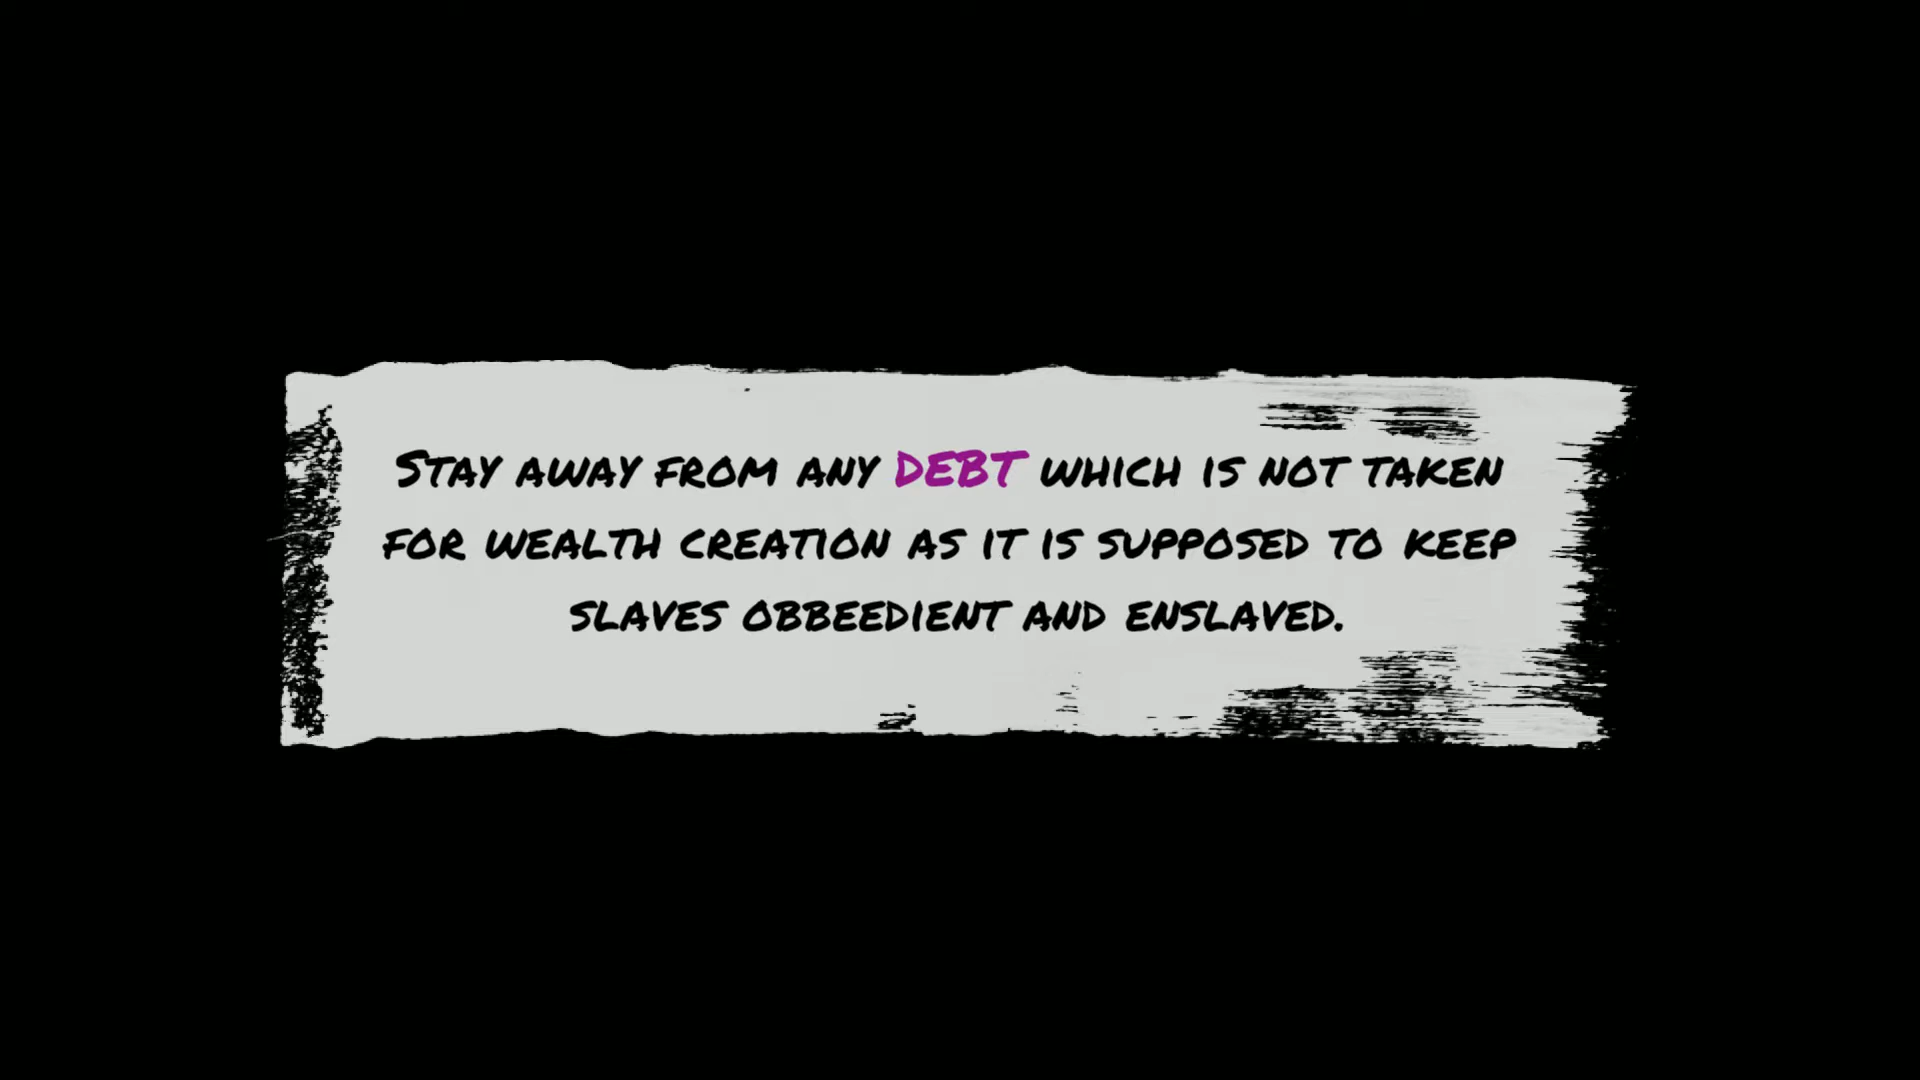 Stay away from any DEBT which is not taken
for wealth creation as it is supposed to keep
slaves obbeedient and enslaved.